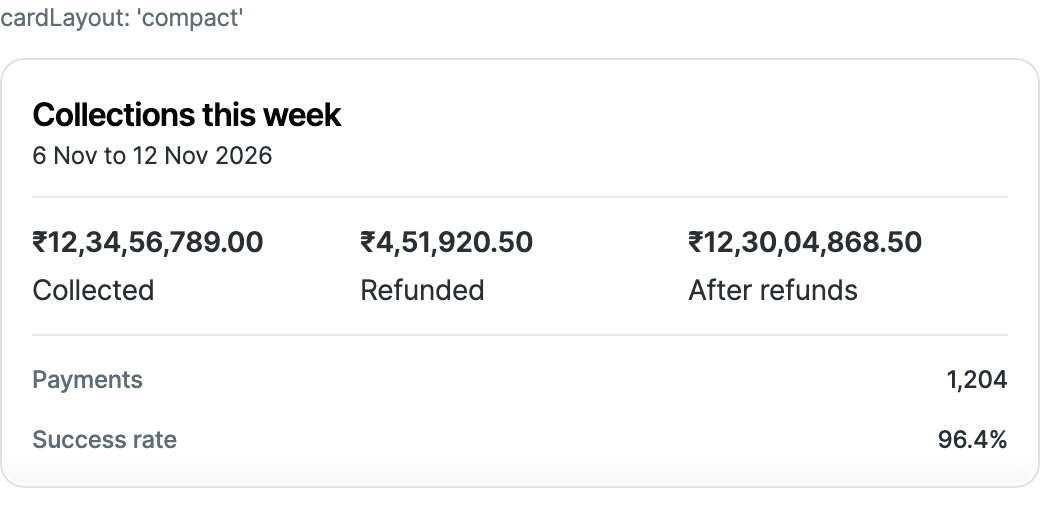 cardLayout: 'compact'
Collections this week
6 Nov to 12 Nov 2026
₹12,34,56,789.00 ₹4,51,920.50 ₹12,30,04,868.50
Collected Refunded After refunds
Payments 1,204
Success rate 96.4%